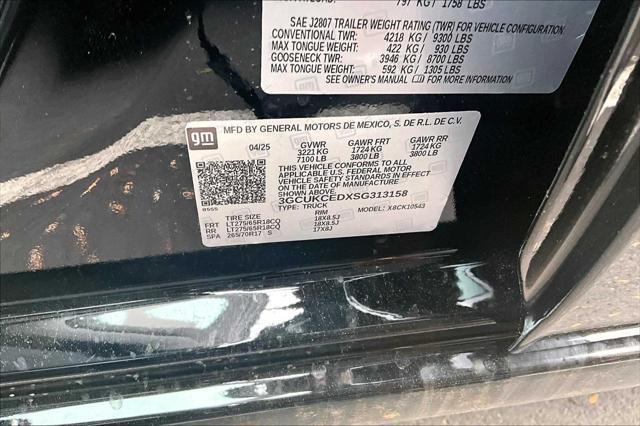 797 KG / 1758 LBS
SAE J2807 TRAILER WEIGHT RATING (TWR) FOR VEHICLE CONFIGURATION
CONVENTIONAL TWR: 4218 KG / 9300 LBS
MAX TONGUE WEIGHT: 422 KG / 930 LBS
GOOSENECK TWR: 3946 KG / 8700 LBS
MAX TONGUE WEIGHT: 592 KG / 1305 LBS
SEE OWNER'S MANUAL FOR MORE INFORMATION
gm
MFD BY GENERAL MOTORS DE MEXICO, S. DE R.L. DE C.V.
04/25 GVWR GAWR FRT GAWR RR
3221 KG 1724 KG 1724 KG
7100 LB 3800 LB 3800 LB
THIS VEHICLE CONFORMS TO ALL
APPLICABLE U.S. FEDERAL MOTOR
VEHICLE SAFETY STANDARDS IN EFFECT
ON THE DATE OF MANUFACTURE SHOWN ABOVE.
3GCUKCEDXSG313158
TYPE: TRUCK MODEL: X8CK10543
TIRE SIZE RIM
FRT LT275/65R18CQ 18X8.5J
RR LT275/65R18CQ 18X8.5J
SPA 265/70R17 S 17X8J